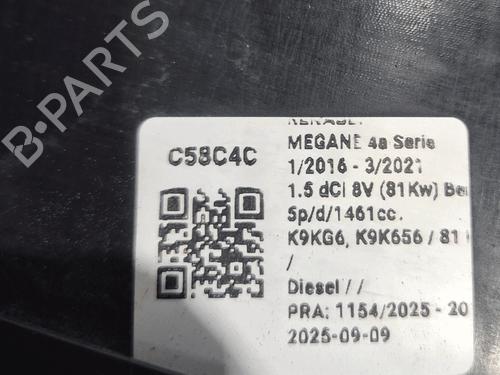 B-PARTS
C58C4C
MEGANE 4a Serie
1/2016 - 3/2021
1.5 dCi 8V (81Kw) Be
5p/d/1461cc.
K9KG6, K9K656 / 81
/
Diesel / /
PRA: 1154/2025 - 20
2025-09-09